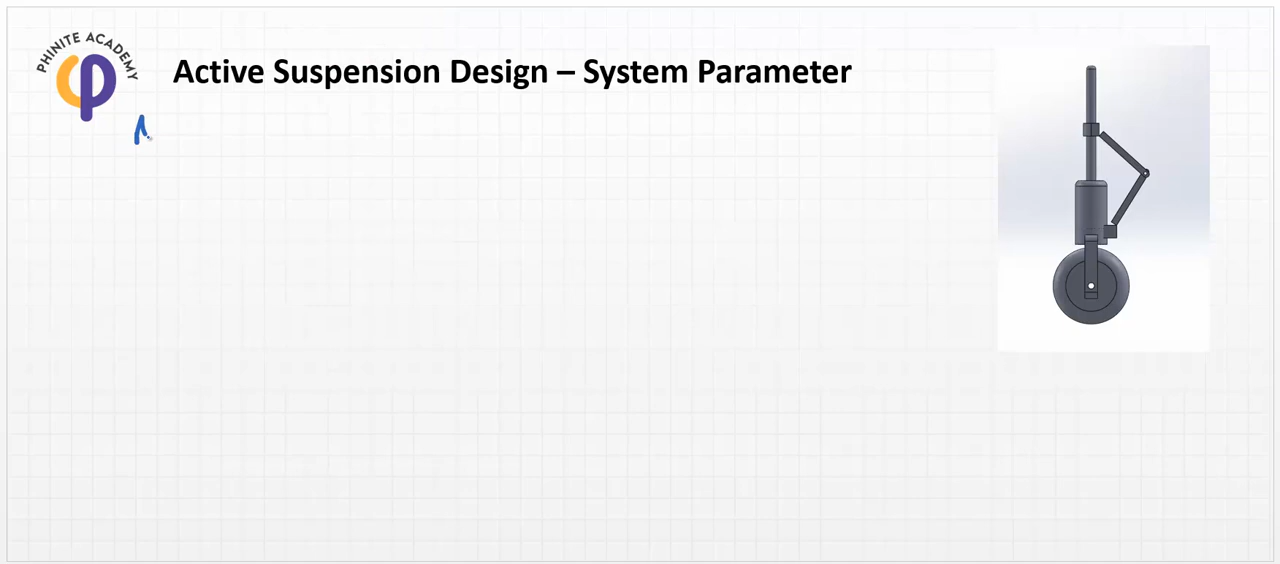 PHINITE ACADEMY
Active Suspension Design – System Parameter